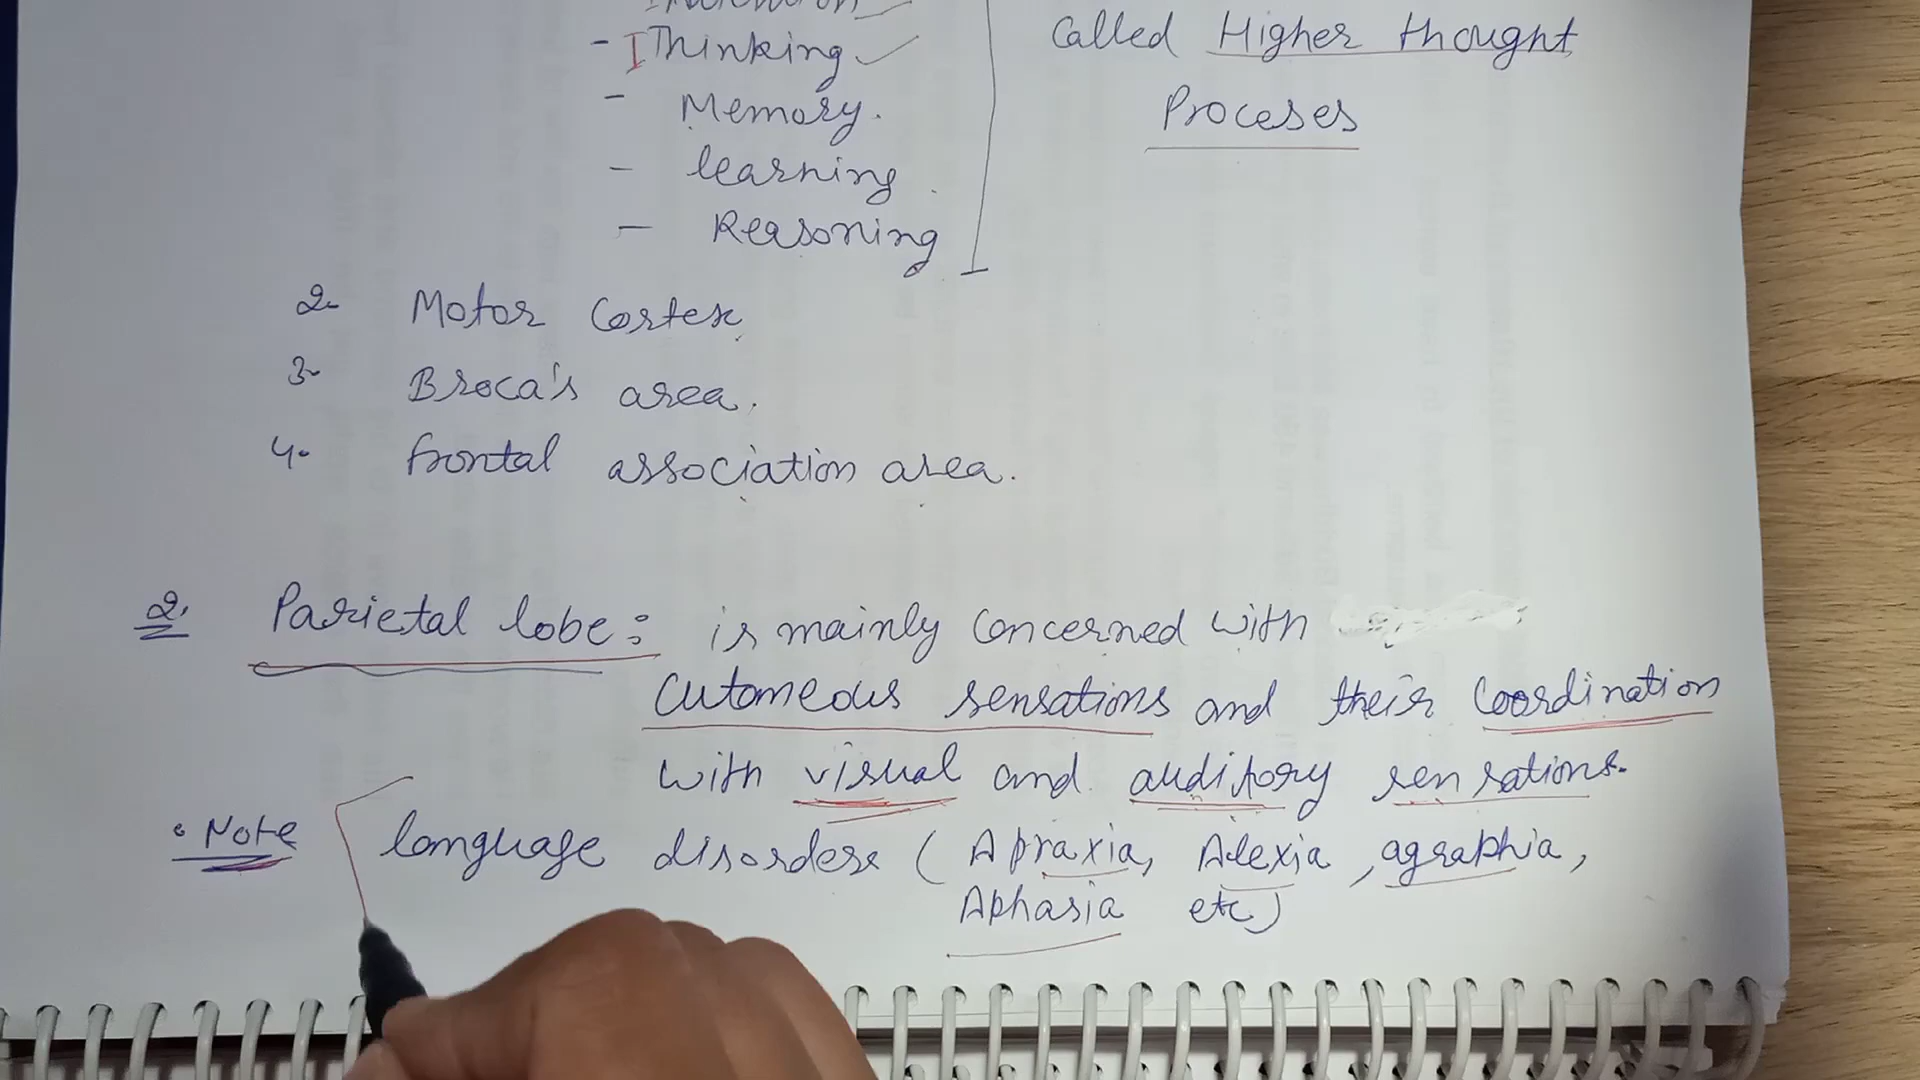 - Thinking
called Higher thought
- Memory.
Proceses
- learning
- Reasoning
2- Motor Cortex
3- Broca's area.
4. frontal association area.
2. Parietal lobe: is mainly concerned with
cutaneous sensations and their coordination
with visual and auditory sensations.
• Note language disorders (Apraxia, Alexia, agraphia,
Aphasia etc)